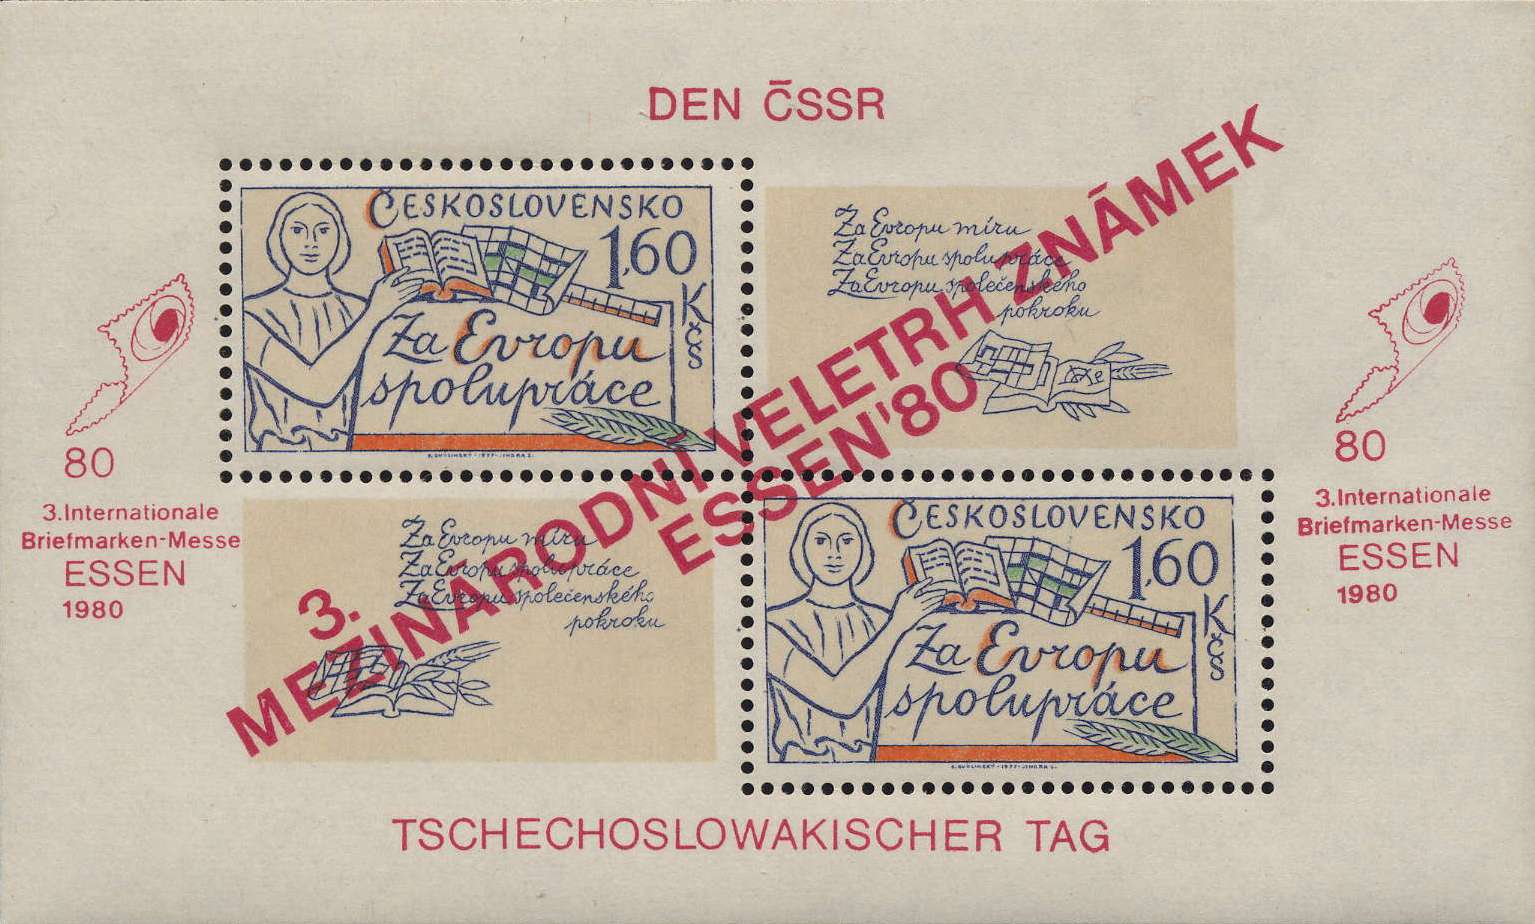 DEN ČSSR
ČESKOSLOVENSKO
1,60
Kčs
Za Evropu
spolupráce
Za Evropu míru
Za Evropu spolupráce
Za Evropu společenského
pokroku
3.
MEZINÁRODNÍ VELETRH ZNÁMEK
ESSEN'80
80
3.Internationale
Briefmarken-Messe
ESSEN
1980
80
3.Internationale
Briefmarken-Messe
ESSEN
1980
Za Evropu míru
Za Evropu spolupráce
Za Evropu společenského
pokroku
ČESKOSLOVENSKO
1,60
Kčs
Za Evropu
spolupráce
TSCHECHOSLOWAKISCHER TAG